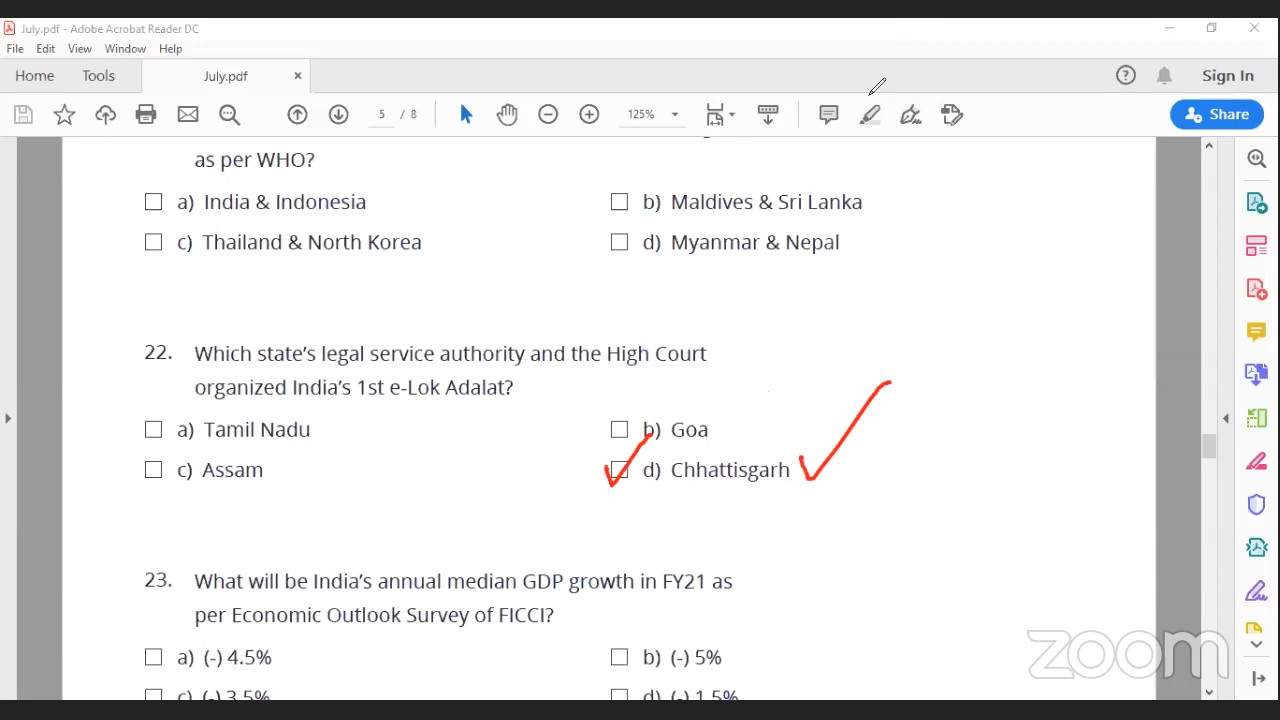 July.pdf - Adobe Acrobat Reader DC
File Edit View Window Help
Home Tools July.pdf × Sign In
5 / 8 125% Share
as per WHO?
a) India & Indonesia b) Maldives & Sri Lanka
c) Thailand & North Korea d) Myanmar & Nepal
22. Which state's legal service authority and the High Court
organized India's 1st e-Lok Adalat?
a) Tamil Nadu b) Goa
c) Assam d) Chhattisgarh
23. What will be India's annual median GDP growth in FY21 as
per Economic Outlook Survey of FICCI?
a) (-) 4.5% b) (-) 5%
c) (-) 3.5% d) (-) 1.5%
zoom